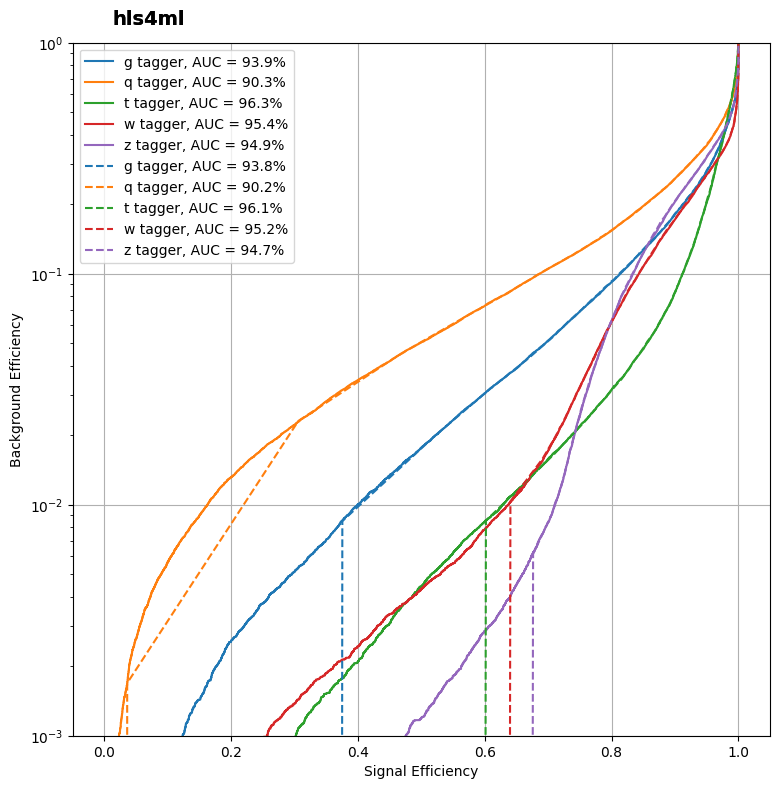 hls4ml
10^0
g tagger, AUC = 93.9%
q tagger, AUC = 90.3%
t tagger, AUC = 96.3%
w tagger, AUC = 95.4%
z tagger, AUC = 94.9%
g tagger, AUC = 93.8%
q tagger, AUC = 90.2%
t tagger, AUC = 96.1%
w tagger, AUC = 95.2%
z tagger, AUC = 94.7%
10^-1
Background Efficiency
10^-2
10^-3
0.0 0.2 0.4 0.6 0.8 1.0
Signal Efficiency